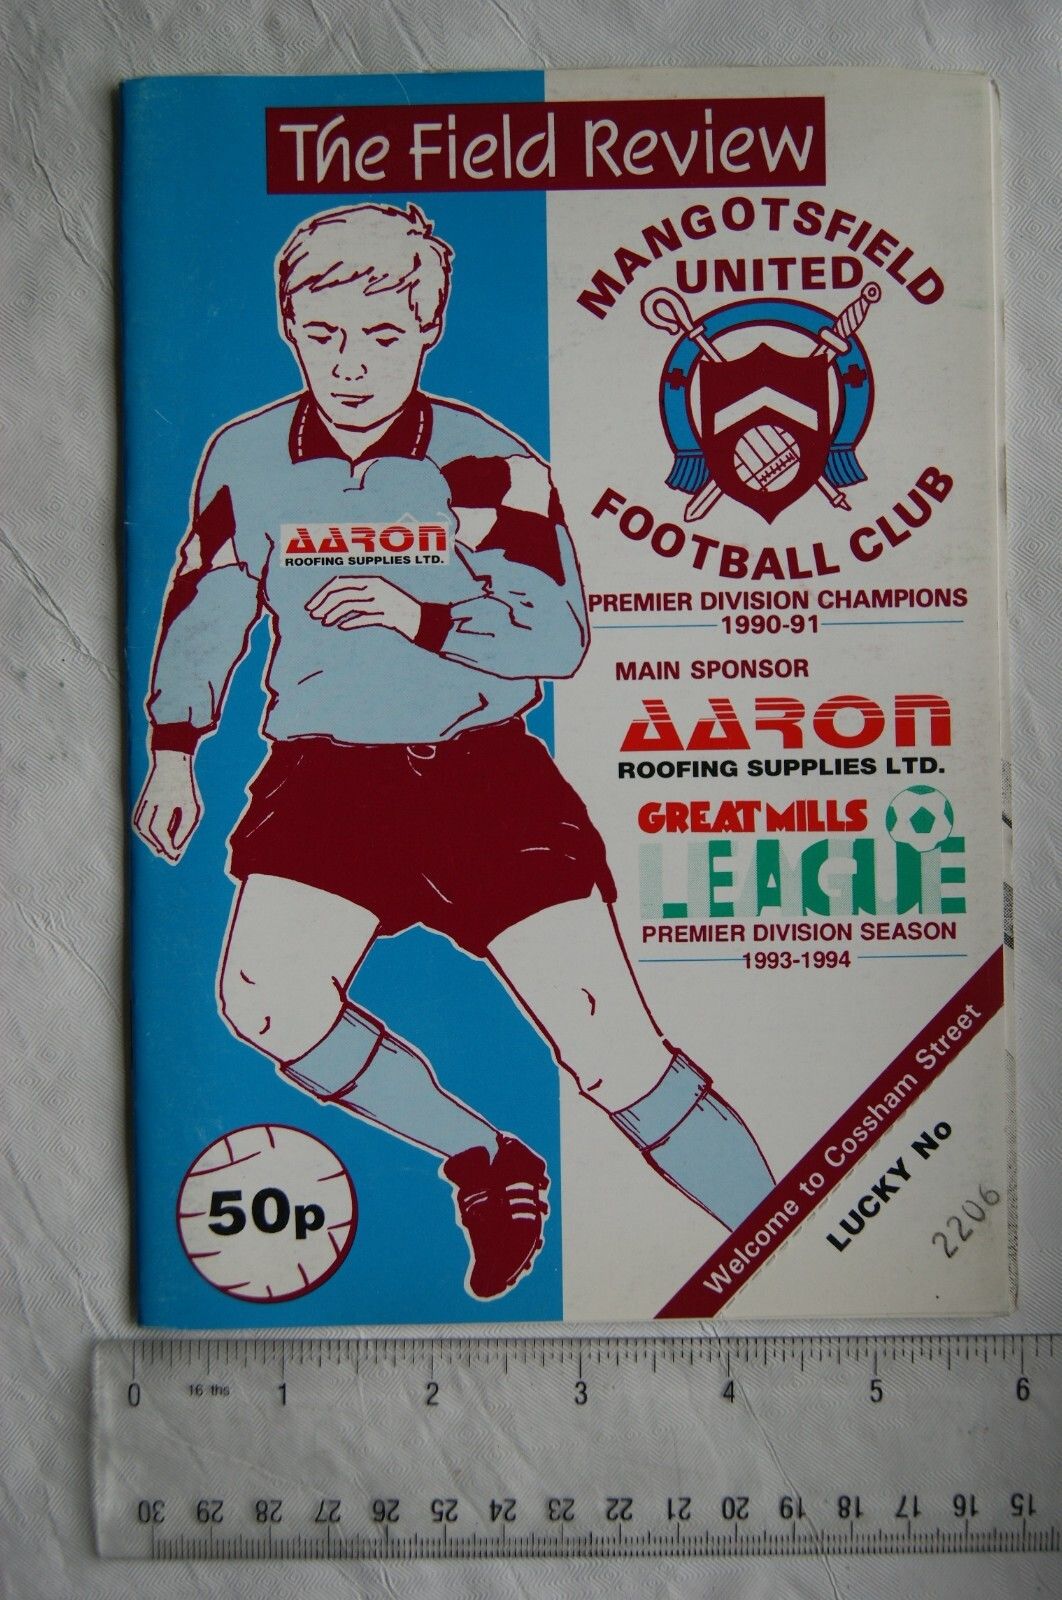 The Field Review
MANGOTSFIELD
UNITED
FOOTBALL CLUB
PREMIER DIVISION CHAMPIONS
1990-91
MAIN SPONSOR
AARON
ROOFING SUPPLIES LTD.
GREAT MILLS
LEAGUE
PREMIER DIVISION SEASON
1993-1994
AARON
ROOFING SUPPLIES LTD.
50p
Welcome to Cossham Street
LUCKY No
2206
0 16 ths 1 2 3 4 5 6
30 29 28 27 26 25 24 23 22 21 20 19 18 17 16 15